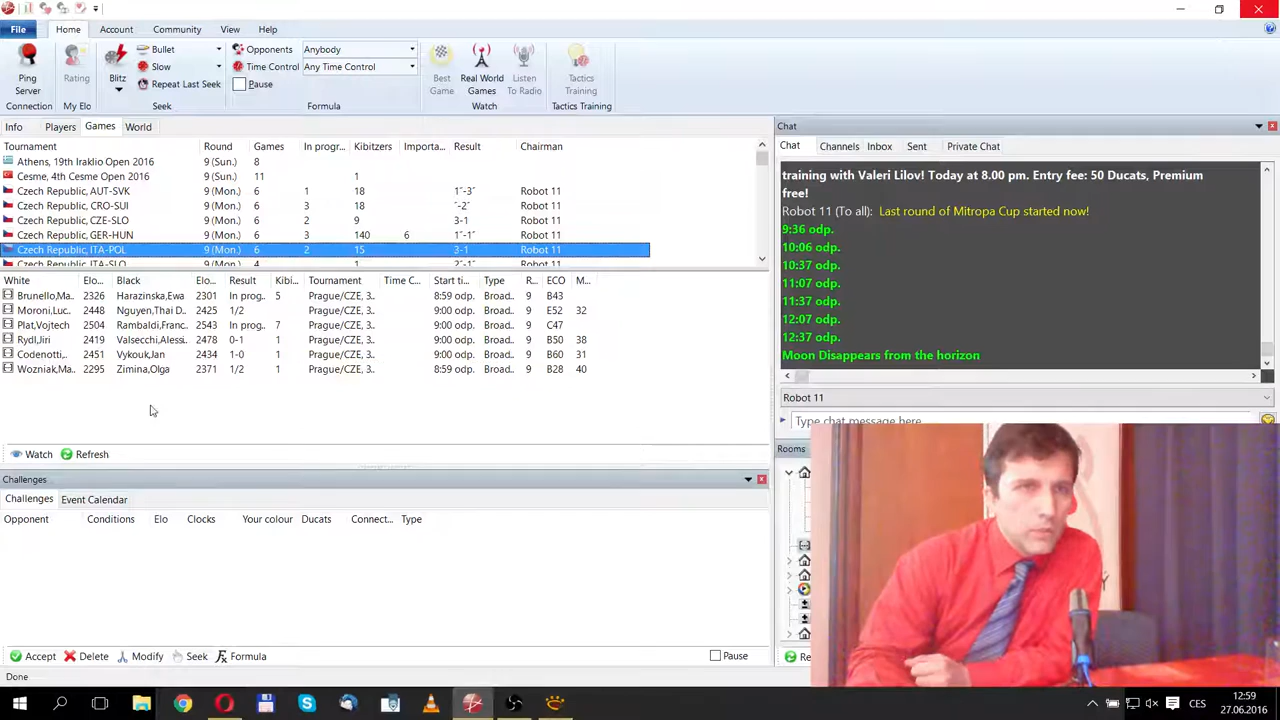 File Home Account Community View Help
Bullet Opponents Anybody
Slow Time Control Any Time Control
Ping Server Rating Blitz Repeat Last Seek Pause Best Game Real World Games Listen To Radio Tactics Training
Connection My Elo Seek Formula Watch Tactics Training
Info Players Games World
Tournament Round Games In progr... Kibitzers Importa... Result Chairman
Athens, 19th Iraklio Open 2016 9 (Sun.) 8
Cesme, 4th Cesme Open 2016 9 (Sun.) 11 1
Czech Republic, AUT-SVK 9 (Mon.) 6 1 18 1˝-3˝ Robot 11
Czech Republic, CRO-SUI 9 (Mon.) 6 3 18 ˝-2˝ Robot 11
Czech Republic, CZE-SLO 9 (Mon.) 6 2 9 3-1 Robot 11
Czech Republic, GER-HUN 9 (Mon.) 6 3 140 6 1˝-1˝ Robot 11
Czech Republic, ITA-POL 9 (Mon.) 6 2 15 3-1 Robot 11
Czech Republic, ITA-SLO 9 (Mon.) 4 1 2˝-1˝ Robot 11
White Elo... Black Elo... Result Kibi... Tournament Time C... Start ti... Type R... ECO M...
Brunello,Ma... 2326 Harazinska,Ewa 2301 In prog... 5 Prague/CZE, 3.. 8:59 odp. Broad.. 9 B43
Moroni,Luc... 2448 Nguyen,Thai D... 2425 1/2 Prague/CZE, 3.. 9:00 odp. Broad.. 9 E52 32
Plat,Vojtech 2504 Rambaldi,Franc... 2543 In prog... 7 Prague/CZE, 3.. 9:00 odp. Broad.. 9 C47
Rydl,Jiri 2413 Valsecchi,Alessi.. 2478 0-1 1 Prague/CZE, 3.. 9:00 odp. Broad.. 9 B50 38
Codenotti,.. 2451 Vykouk,Jan 2434 1-0 1 Prague/CZE, 3.. 9:00 odp. Broad.. 9 B60 31
Wozniak,Ma... 2295 Zimina,Olga 2371 1/2 1 Prague/CZE, 3.. 8:59 odp. Broad.. 9 B28 40
Watch Refresh
Challenges
Challenges Event Calendar
Opponent Conditions Elo Clocks Your colour Ducats Connect... Type
Accept Delete Modify Seek Formula Pause
Done
Chat
Chat Channels Inbox Sent Private Chat
training with Valeri Lilov! Today at 8.00 pm. Entry fee: 50 Ducats, Premium
free!
Robot 11 (To all): Last round of Mitropa Cup started now!
9:36 odp.
10:06 odp.
10:37 odp.
11:07 odp.
11:37 odp.
12:07 odp.
12:37 odp.
Moon Disappears from the horizon
Robot 11
Type chat message here
Rooms
Re
CES
12:59
27.06.2016